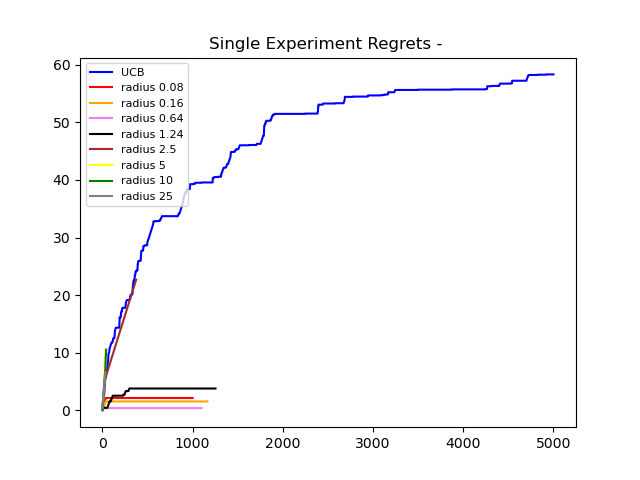 Single Experiment Regrets -
60
50
40
30
20
10
0
UCB
radius 0.08
radius 0.16
radius 0.64
radius 1.24
radius 2.5
radius 5
radius 10
radius 25
0 1000 2000 3000 4000 5000